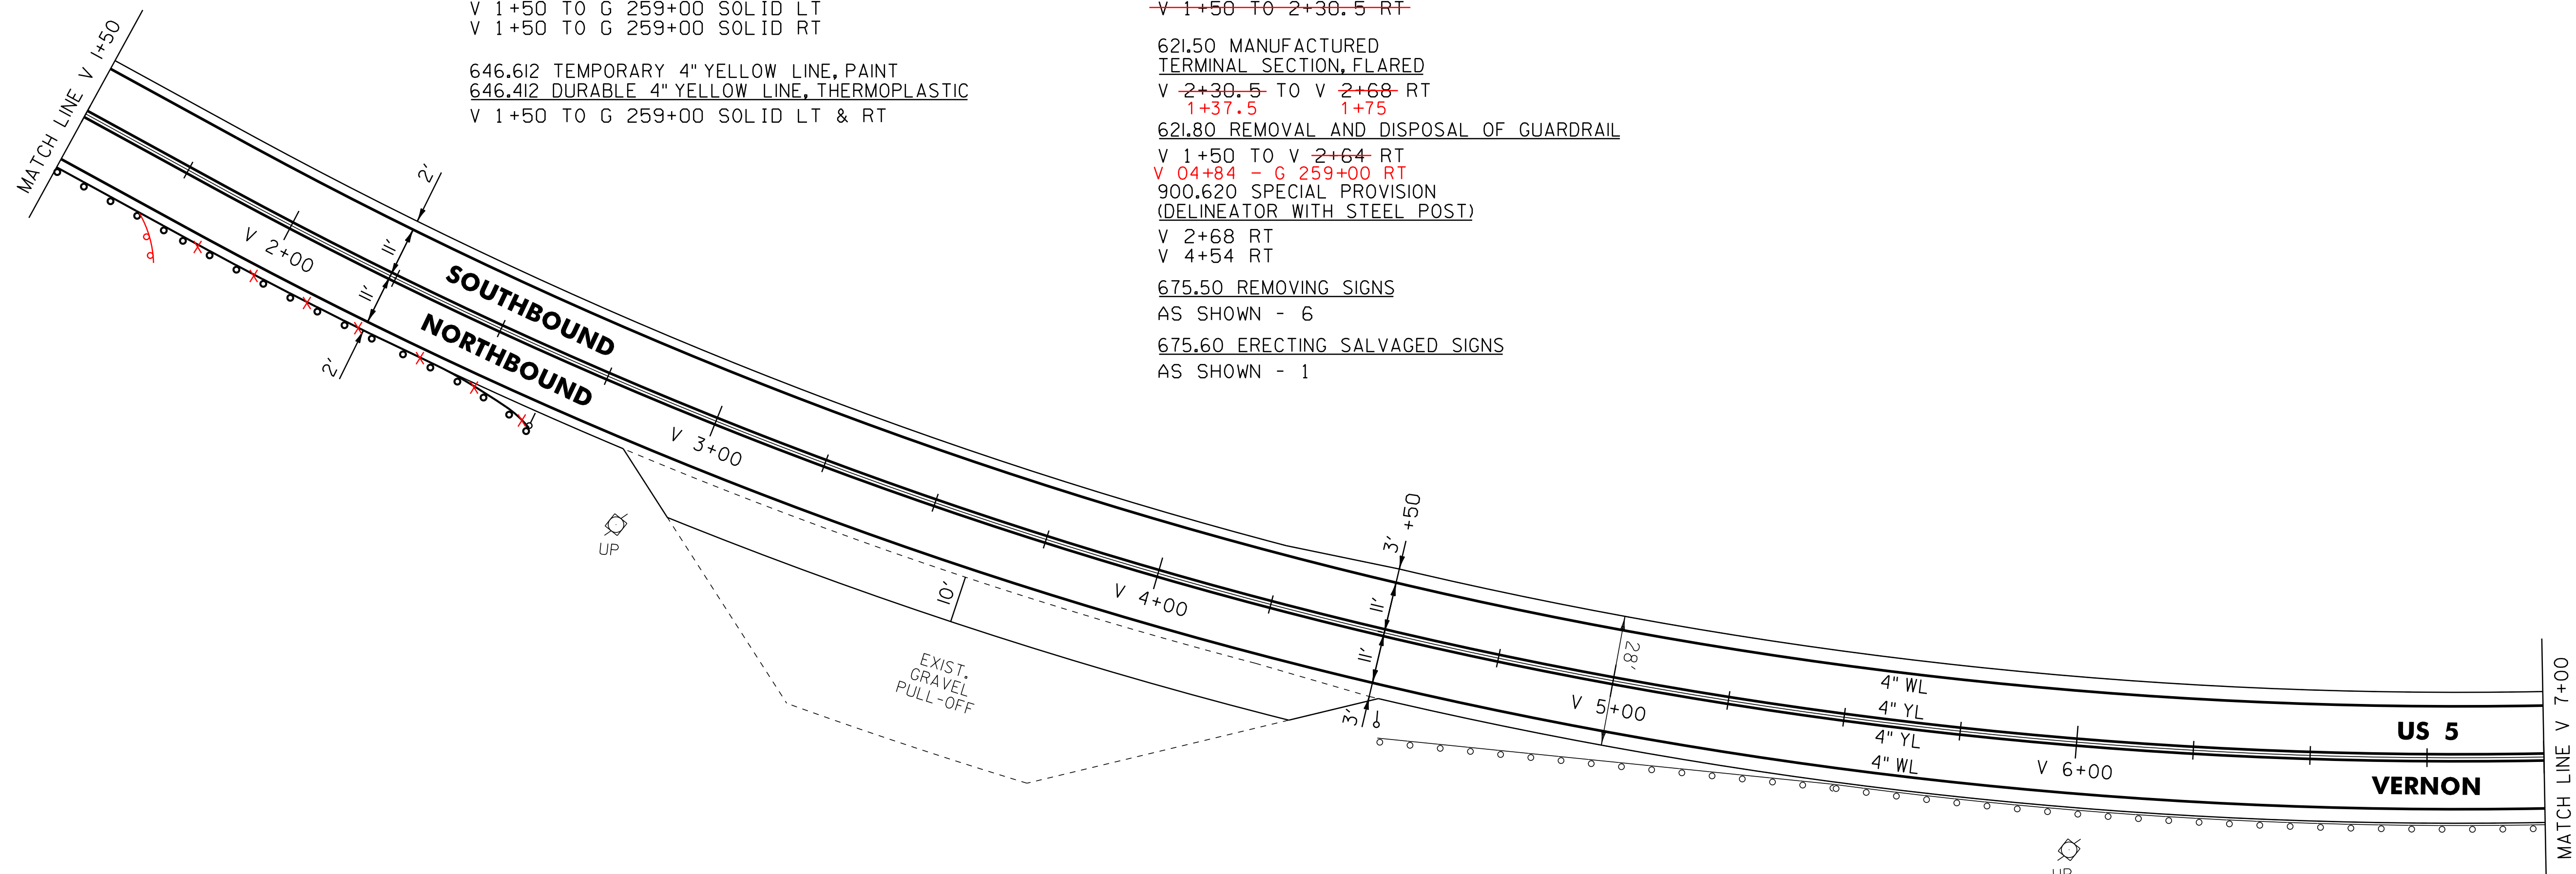 V 1+50 TO G 259+00 SOLID LT
V 1+50 TO G 259+00 SOLID RT
646.612 TEMPORARY 4" YELLOW LINE, PAINT
646.412 DURABLE 4" YELLOW LINE, THERMOPLASTIC
V 1+50 TO G 259+00 SOLID LT & RT
V 1+50 TO 2+30.5 RT
621.50 MANUFACTURED
TERMINAL SECTION, FLARED
V 2+30.5 TO V 2+68 RT
1+37.5 1+75
621.80 REMOVAL AND DISPOSAL OF GUARDRAIL
V 1+50 TO V 2+64 RT
V 04+84 - G 259+00 RT
900.620 SPECIAL PROVISION
(DELINEATOR WITH STEEL POST)
V 2+68 RT
V 4+54 RT
675.50 REMOVING SIGNS
AS SHOWN - 6
675.60 ERECTING SALVAGED SIGNS
AS SHOWN - 1
MATCH LINE V 1+50
2'
11'
11'
2'
V 2+00
SOUTHBOUND
NORTHBOUND
V 3+00
UP
10'
EXIST.
GRAVEL
PULL-OFF
V 4+00
+50
3'
11'
11'
3'
28'
V 5+00
4" WL
4" YL
4" YL
4" WL
V 6+00
US 5
VERNON
MATCH LINE V 7+00
UP